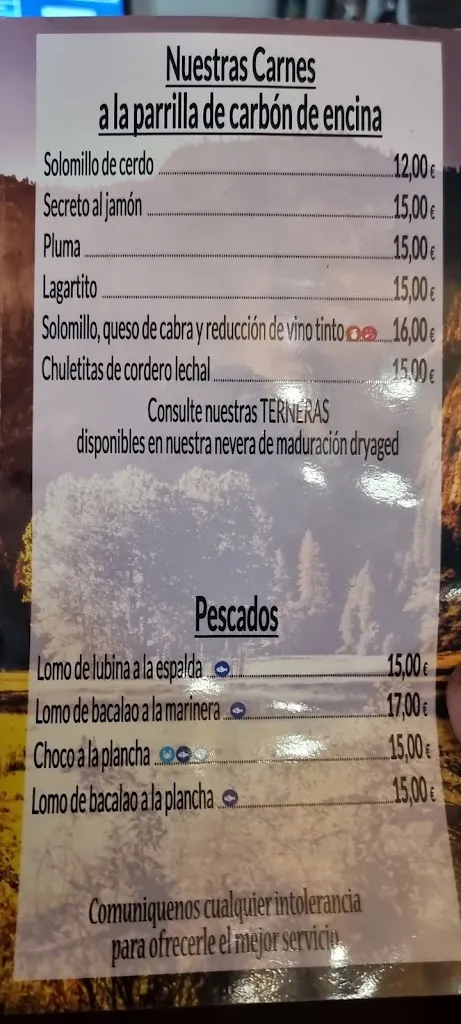 Nuestras Carnes
a la parrilla de carbón de encina
Solomillo de cerdo 12,00 €
Secreto al jamón 15,00 €
Pluma 15,00 €
Lagartito 15,00 €
Solomillo, queso de cabra y reducción de vino tinto 16,00 €
Chuletitas de cordero lechal 15,00 €
Consulte nuestras TERNERAS
disponibles en nuestra nevera de maduración dryaged
Pescados
Lomo de lubina a la espalda 15,00 €
Lomo de bacalao a la marinera 17,00 €
Choco a la plancha 15,00 €
Lomo de bacalao a la plancha 15,00 €
Comuniquenos cualquier intolerancia
para ofrecerle el mejor servicio